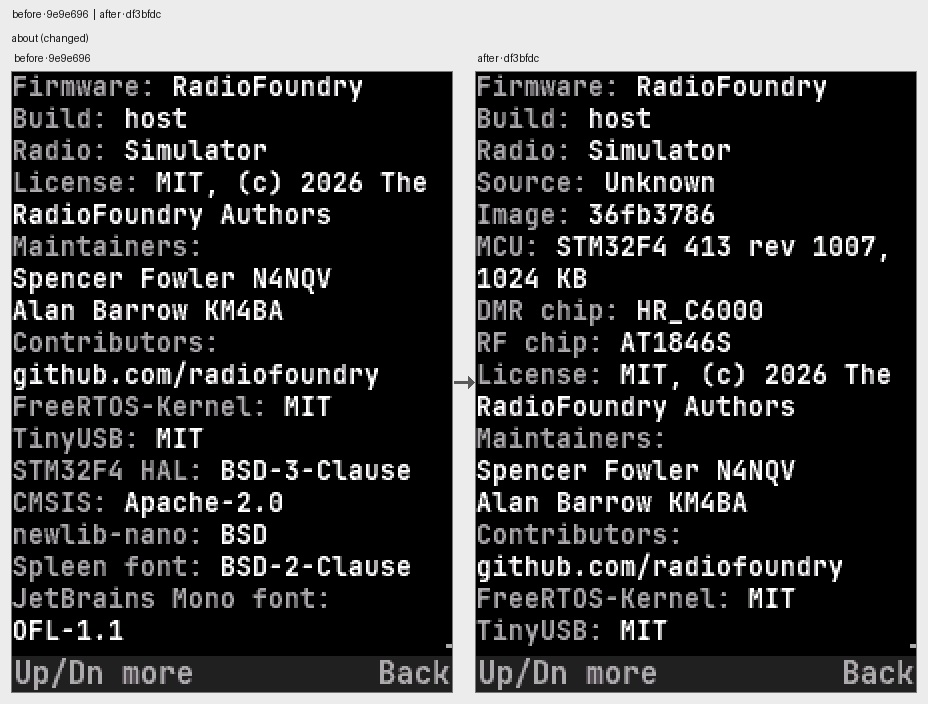 before·9e9e696 | after·df3bfdc
about (changed)
before·9e9e696
Firmware: RadioFoundry
Build: host
Radio: Simulator
License: MIT, (c) 2026 The
RadioFoundry Authors
Maintainers:
Spencer Fowler N4NQV
Alan Barrow KM4BA
Contributors:
github.com/radiofoundry
FreeRTOS-Kernel: MIT
TinyUSB: MIT
STM32F4 HAL: BSD-3-Clause
CMSIS: Apache-2.0
newlib-nano: BSD
Spleen font: BSD-2-Clause
JetBrains Mono font:
OFL-1.1
Up/Dn more Back
after·df3bfdc
Firmware: RadioFoundry
Build: host
Radio: Simulator
Source: Unknown
Image: 36fb3786
MCU: STM32F4 413 rev 1007,
1024 KB
DMR chip: HR_C6000
RF chip: AT1846S
License: MIT, (c) 2026 The
RadioFoundry Authors
Maintainers:
Spencer Fowler N4NQV
Alan Barrow KM4BA
Contributors:
github.com/radiofoundry
FreeRTOS-Kernel: MIT
TinyUSB: MIT
Up/Dn more Back